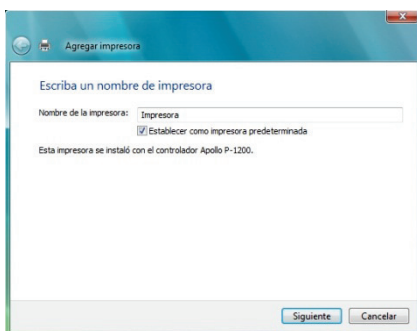 Agregar impresora
Escriba un nombre de impresora
Nombre de la impresora: Impresora
Establecer como impresora predeterminada
Esta impresora se instaló con el controlador Apollo P-1200.
Siguiente Cancelar